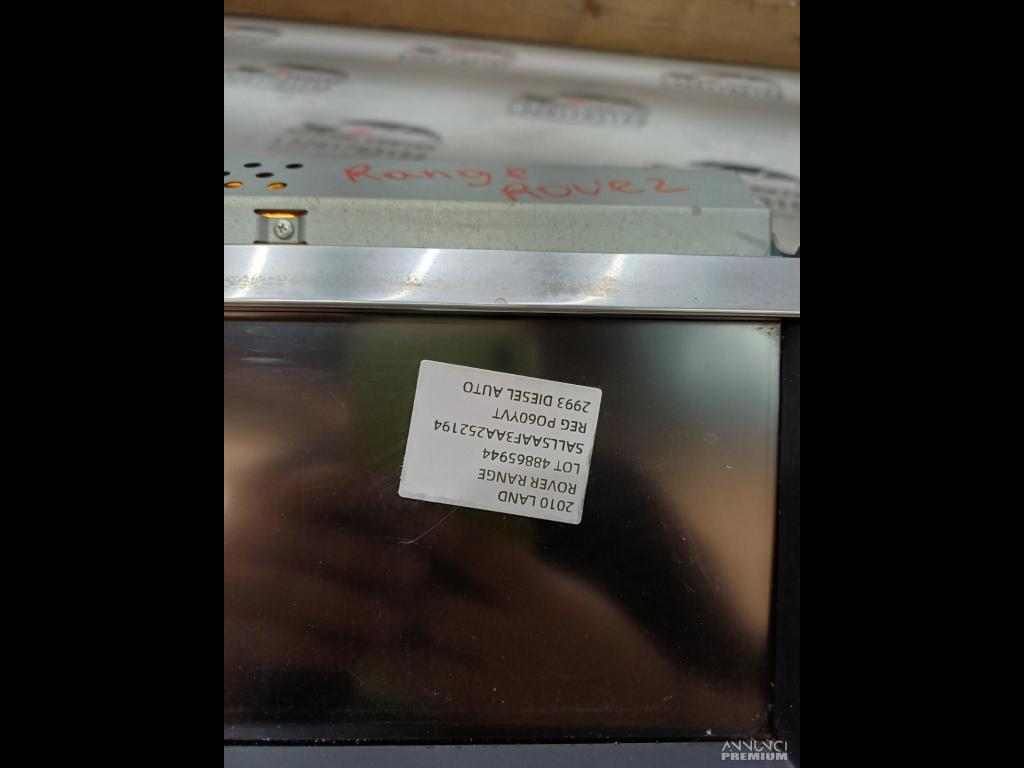 Range
Rover
2010 LAND
ROVER RANGE
LOT 48865944
SALLSAAF3AA252194
REG PO60YVT
2993 DIESEL AUTO
ANNUNCI
PREMIUM